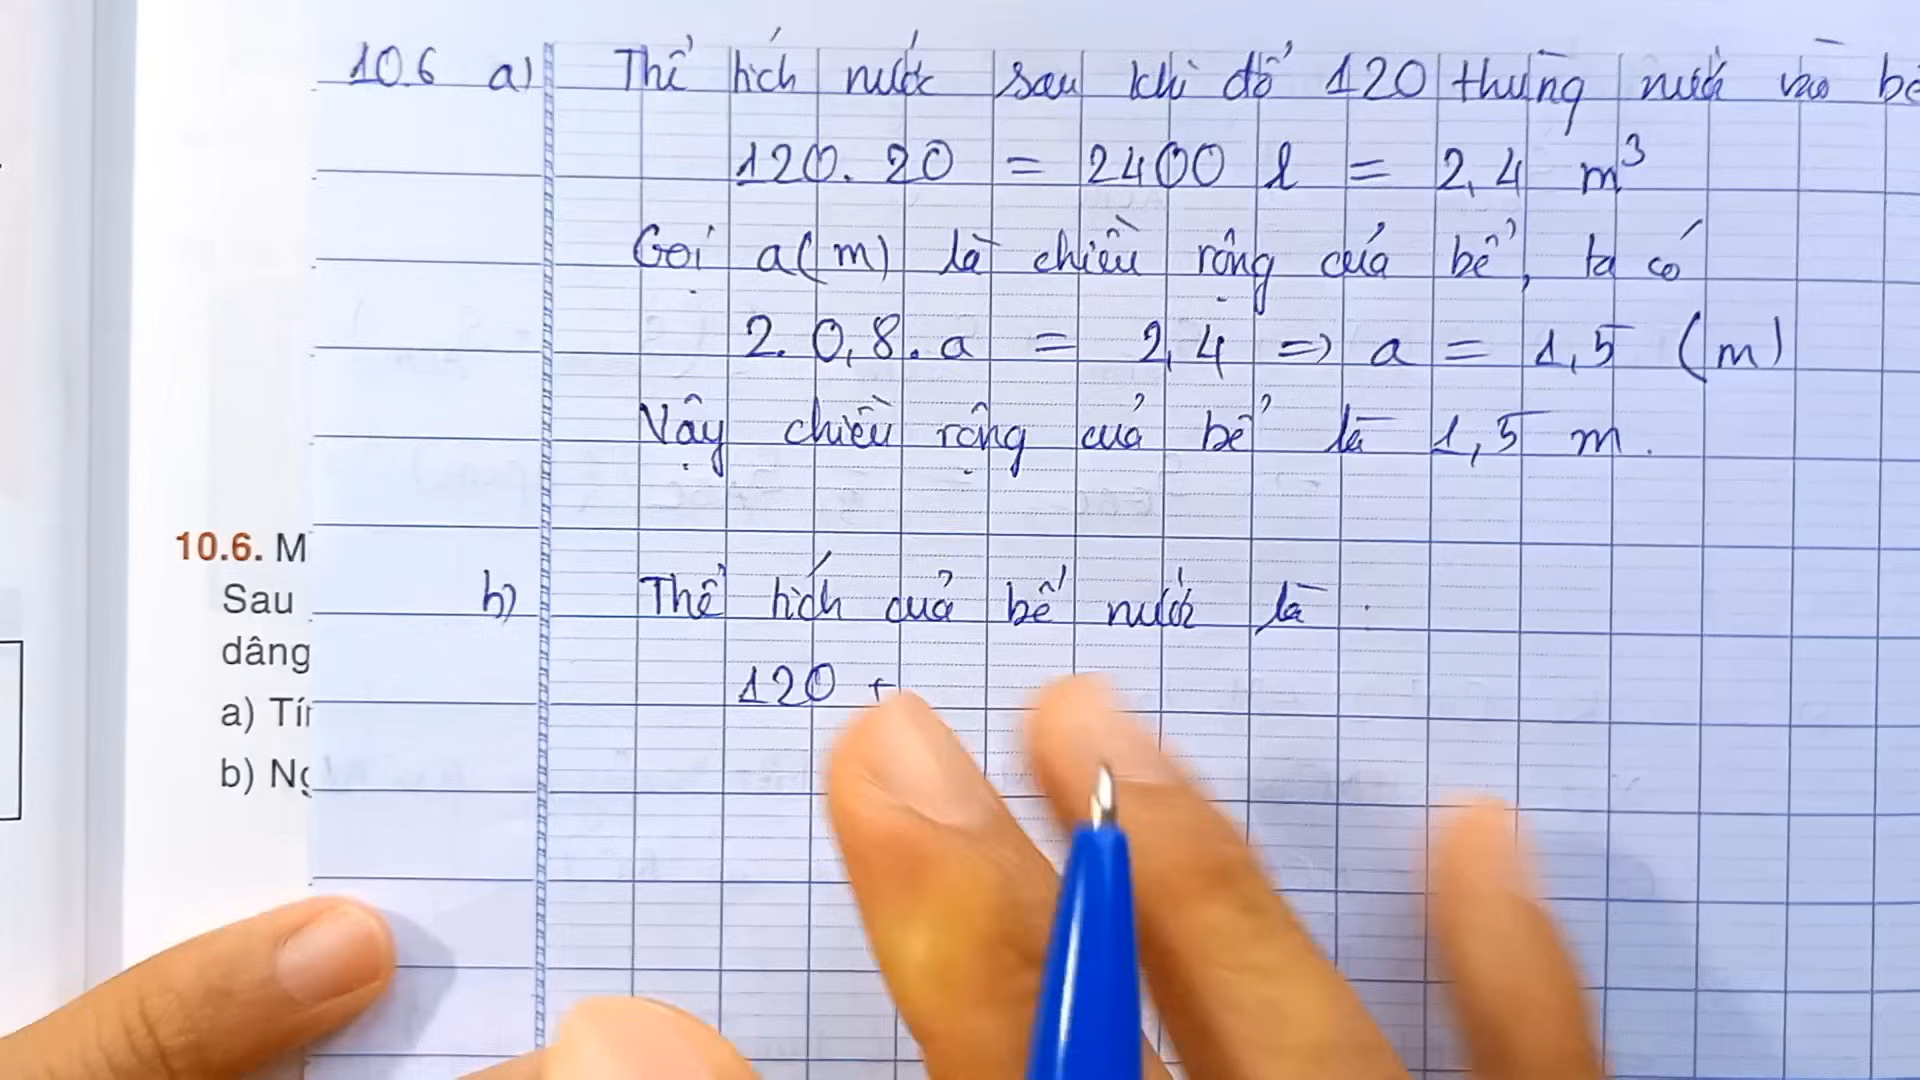 10.6 a) Thể tích nước sau khi đổ 120 thùng nước vào bể
120. 20 = 2400 l = 2,4 m³
Gọi a(m) là chiều rộng của bể, ta có
2. 0,8. a = 2,4 => a = 1,5 (m)
Vậy chiều rộng của bể là 1,5 m.
10.6. M
b) Thể tích của bể nước là :
Sau
dâng
120 +
a) Tín
b) Ng